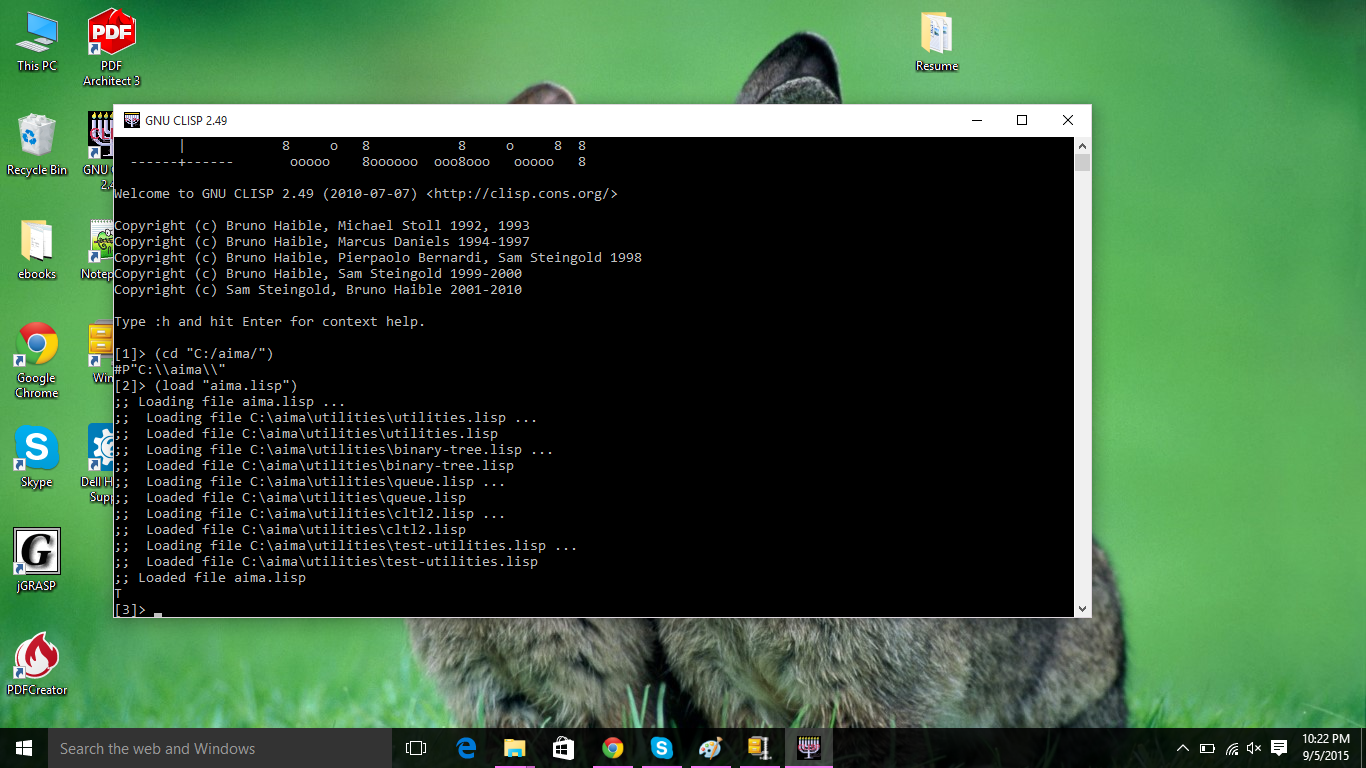 This PC
PDF
Architect 3
Resume
Recycle Bin
GNU
2.4
ebooks
Notep
Google
Chrome
Win
Skype
Dell H
Supp
jGRASP
PDFCreator
PDF
G
GNU CLISP 2.49
| 8 o 8 8 o 8 8
------+------ ooooo 8oooooo ooo8ooo ooooo 8
Welcome to GNU CLISP 2.49 (2010-07-07) <http://clisp.cons.org/>
Copyright (c) Bruno Haible, Michael Stoll 1992, 1993
Copyright (c) Bruno Haible, Marcus Daniels 1994-1997
Copyright (c) Bruno Haible, Pierpaolo Bernardi, Sam Steingold 1998
Copyright (c) Bruno Haible, Sam Steingold 1999-2000
Copyright (c) Sam Steingold, Bruno Haible 2001-2010
Type :h and hit Enter for context help.
[1]> (cd "C:/aima/")
#P"C:\\aima\\"
[2]> (load "aima.lisp")
;; Loading file aima.lisp ...
;;  Loading file C:\aima\utilities\utilities.lisp ...
;;  Loaded file C:\aima\utilities\utilities.lisp
;;  Loading file C:\aima\utilities\binary-tree.lisp ...
;;  Loaded file C:\aima\utilities\binary-tree.lisp
;;  Loading file C:\aima\utilities\queue.lisp ...
;;  Loaded file C:\aima\utilities\queue.lisp
;;  Loading file C:\aima\utilities\cltl2.lisp ...
;;  Loaded file C:\aima\utilities\cltl2.lisp
;;  Loading file C:\aima\utilities\test-utilities.lisp ...
;;  Loaded file C:\aima\utilities\test-utilities.lisp
;; Loaded file aima.lisp
T
[3]>
Search the web and Windows
10:22 PM
9/5/2015